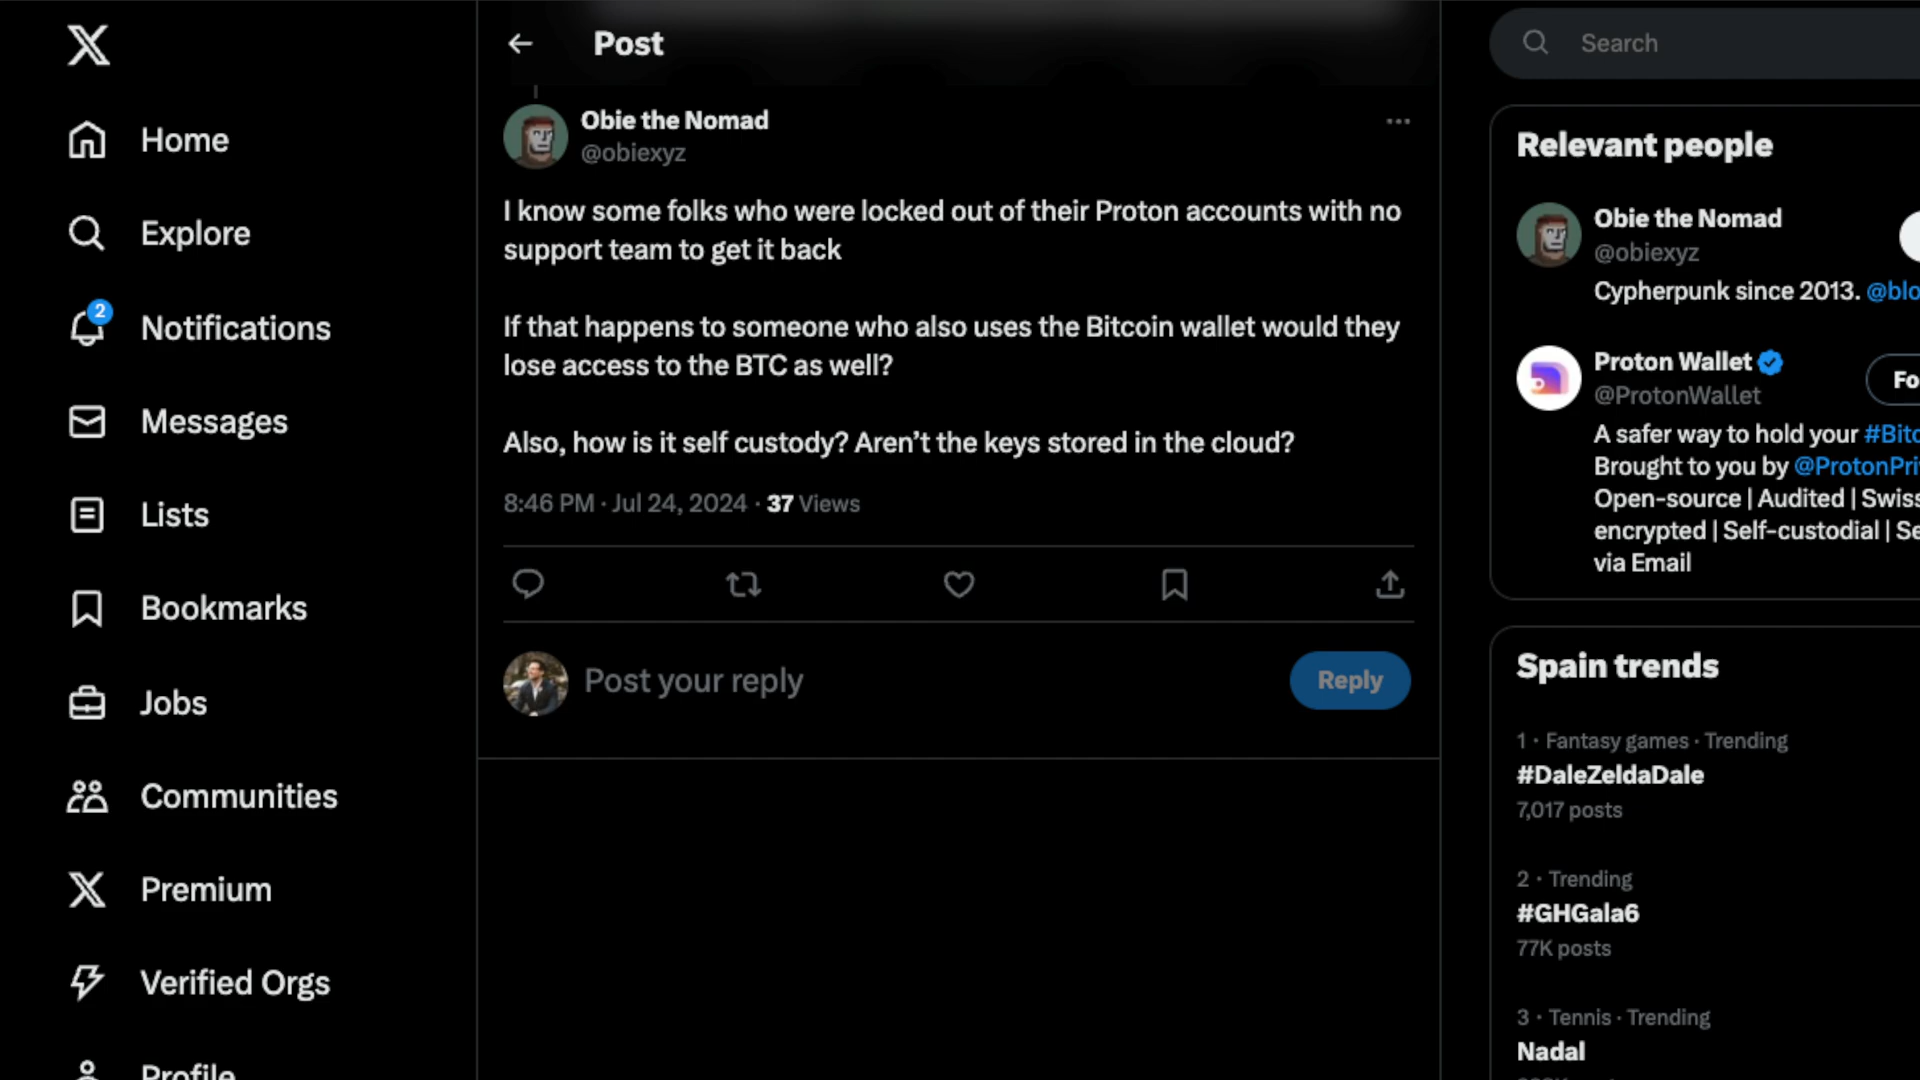 Home
Explore
2
Notifications
Messages
Lists
Bookmarks
Jobs
Communities
Premium
Verified Orgs
Profile
Post
Obie the Nomad
@obiexyz
I know some folks who were locked out of their Proton accounts with no
support team to get it back
If that happens to someone who also uses the Bitcoin wallet would they
lose access to the BTC as well?
Also, how is it self custody? Aren’t the keys stored in the cloud?
8:46 PM · Jul 24, 2024 · 37 Views
Post your reply
Reply
Search
Relevant people
Obie the Nomad
@obiexyz
Cypherpunk since 2013. @blo
Proton Wallet
@ProtonWallet
Fo
A safer way to hold your #Bitc
Brought to you by @ProtonPri
Open-source | Audited | Swiss
encrypted | Self-custodial | Se
via Email
Spain trends
1 · Fantasy games · Trending
#DaleZeldaDale
7,017 posts
2 · Trending
#GHGala6
77K posts
3 · Tennis · Trending
Nadal